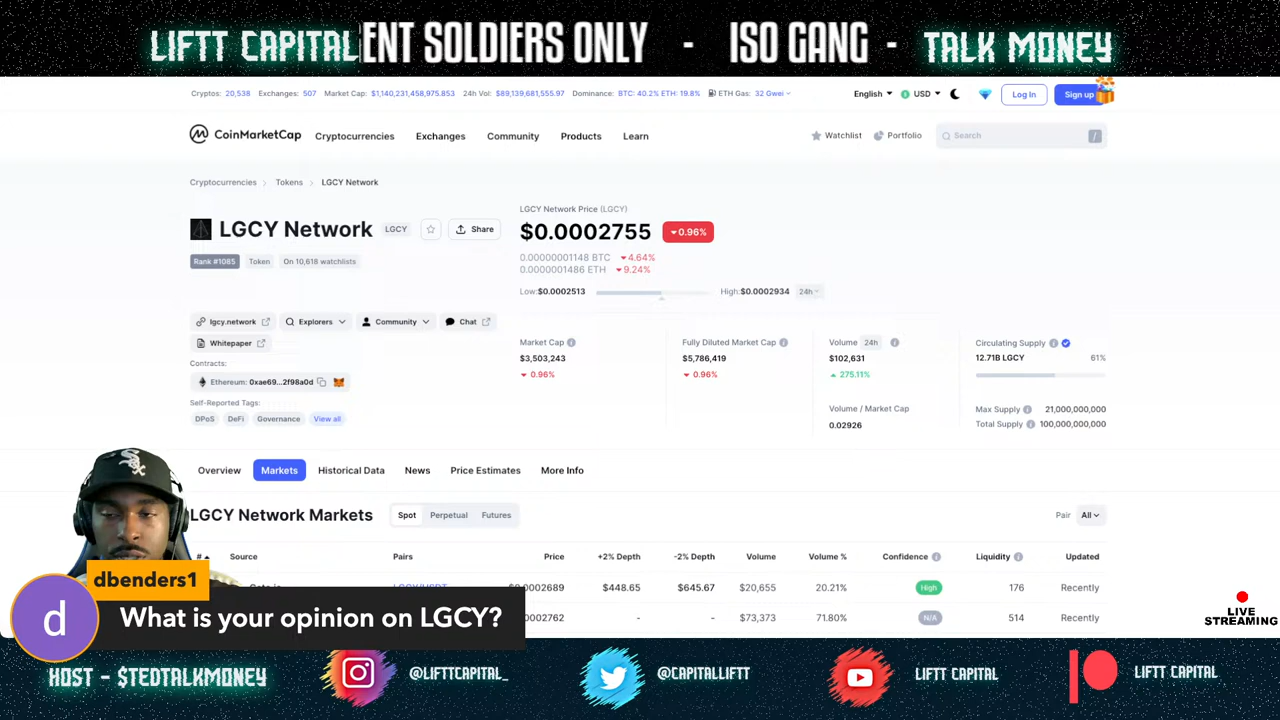 LIFTT CAPITAL
ENT SOLDIERS ONLY - ISO GANG -
TALK MONEY
Cryptos: 20,538 Exchanges: 507 Market Cap: $1,140,231,458,975.853 24h Vol: $89,139,681,555.97 Dominance: BTC: 40.2% ETH: 19.8% ETH Gas: 32 Gwei
English USD Log In Sign up
CoinMarketCap Cryptocurrencies Exchanges Community Products Learn
Watchlist Portfolio Search /
Cryptocurrencies > Tokens > LGCY Network
LGCY Network LGCY Share
Rank #1085 Token On 10,618 watchlists
LGCY Network Price (LGCY)
$0.0002755 0.96%
0.00000001148 BTC 4.64%
0.0000001486 ETH 9.24%
Low: $0.0002513 High: $0.0002934 24h
lgcy.network Explorers Community Chat
Whitepaper
Contracts:
Ethereum: 0xae69...2f98a0d
Self-Reported Tags:
DPoS DeFi Governance View all
Market Cap
$3,503,243
0.96%
Fully Diluted Market Cap
$5,786,419
0.96%
Volume 24h
$102,631
275.11%
Volume / Market Cap
0.02926
Circulating Supply
12.71B LGCY 61%
Max Supply 21,000,000,000
Total Supply 100,000,000,000
Overview Markets Historical Data News Price Estimates More Info
LGCY Network Markets Spot Perpetual Futures Pair All
# Source Pairs Price +2% Depth -2% Depth Volume Volume % Confidence Liquidity Updated
0002689 $448.65 $645.67 $20,655 20.21% High 176 Recently
002762 - - $73,373 71.80% N/A 514 Recently
dbenders1
d
What is your opinion on LGCY?
LIVE
STREAMING
HOST - $TEDTALKMONEY
@LIFTTCAPITAL_
@CAPITALLIFTT
LIFTT CAPITAL
LIFTT CAPITAL